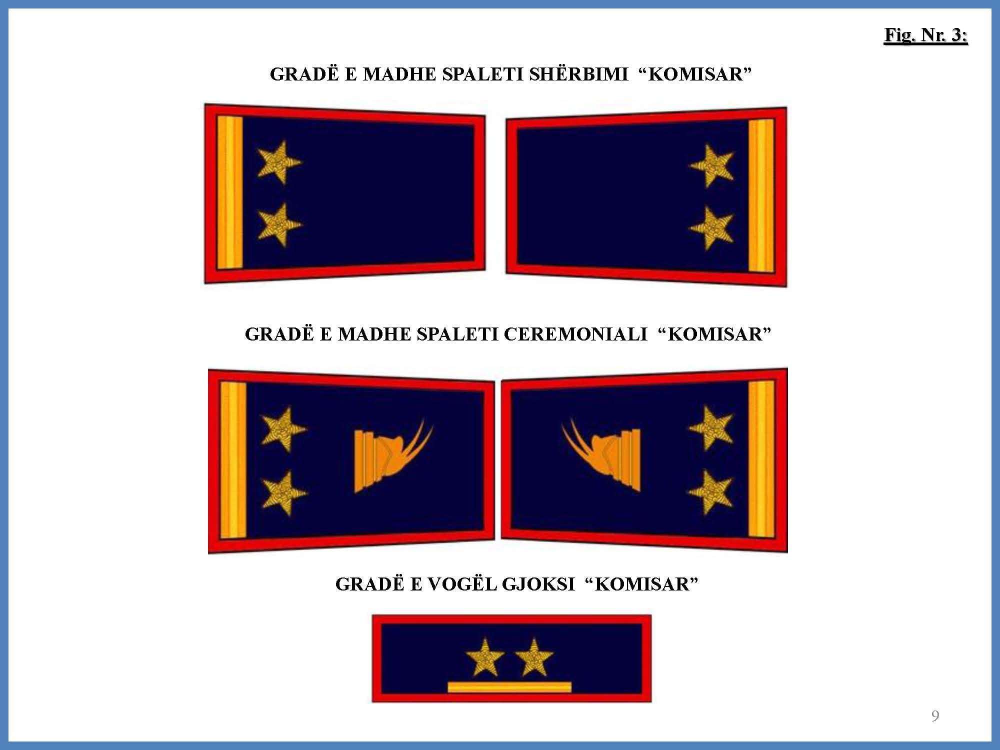 Fig. Nr. 3:
GRADË E MADHE SPALETI SHËRBIMI “KOMISAR”
GRADË E MADHE SPALETI CEREMONIALI “KOMISAR”
GRADË E VOGËL GJOKSI “KOMISAR”
9